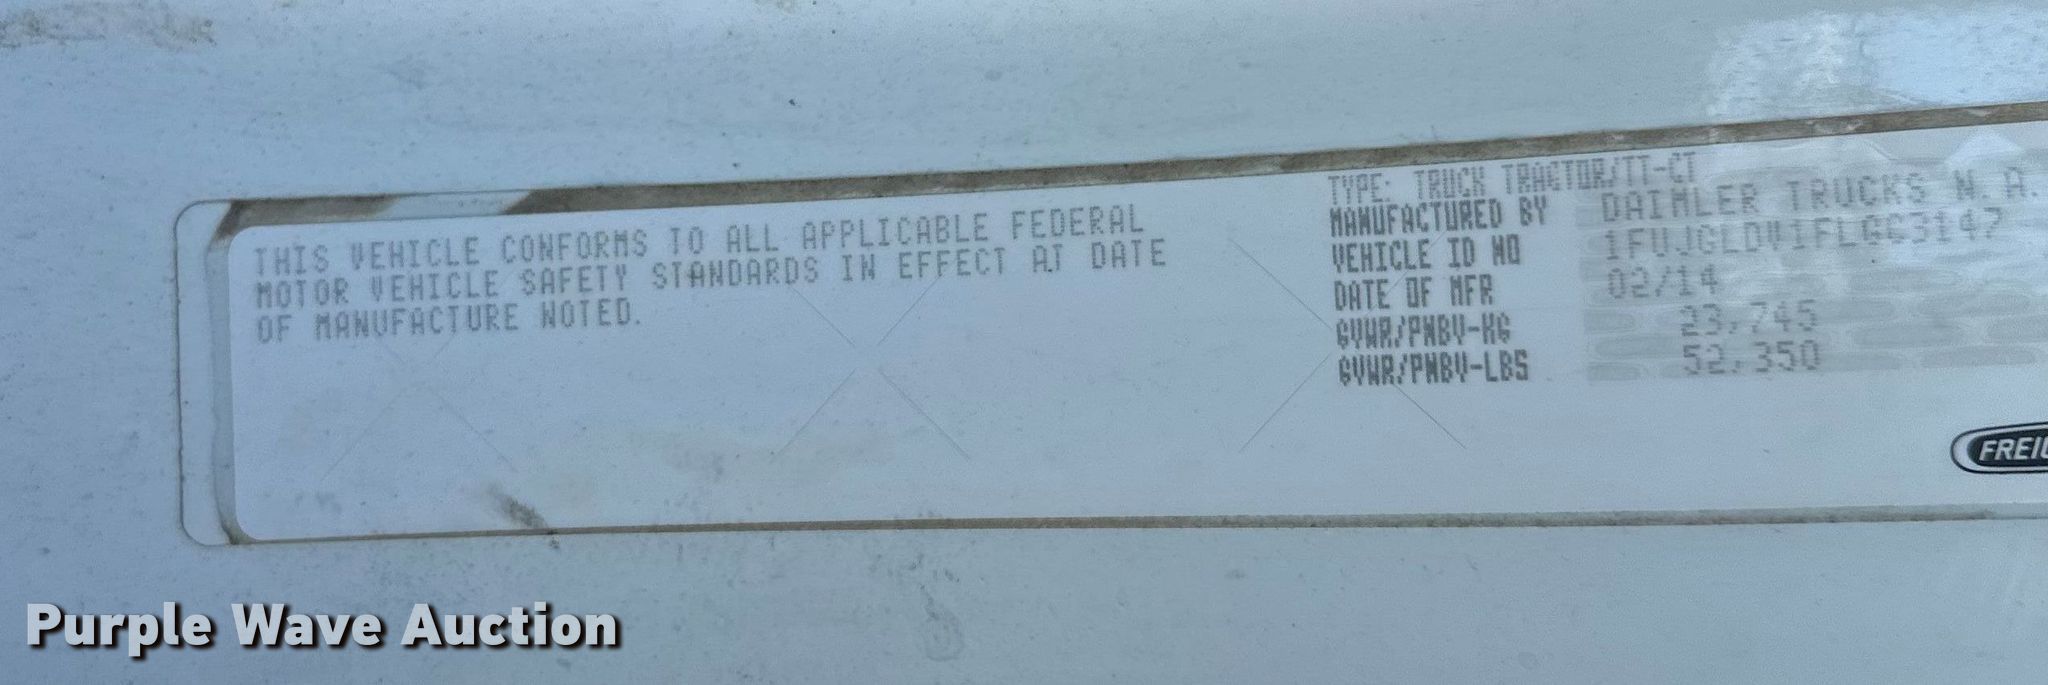 THIS VEHICLE CONFORMS TO ALL APPLICABLE FEDERAL
MOTOR VEHICLE SAFETY STANDARDS IN EFFECT AT DATE
OF MANUFACTURE NOTED.
TYPE: TRUCK TRACTOR/TT-CT
MANUFACTURED BY DAIMLER TRUCKS N.A.
VEHICLE ID NO 1FUJGLDV1FLGG3147
DATE OF MFR 02/14
GVWR/PNBV-KG 23,745
GVWR/PNBV-LBS 52,350
FREI
Purple Wave Auction